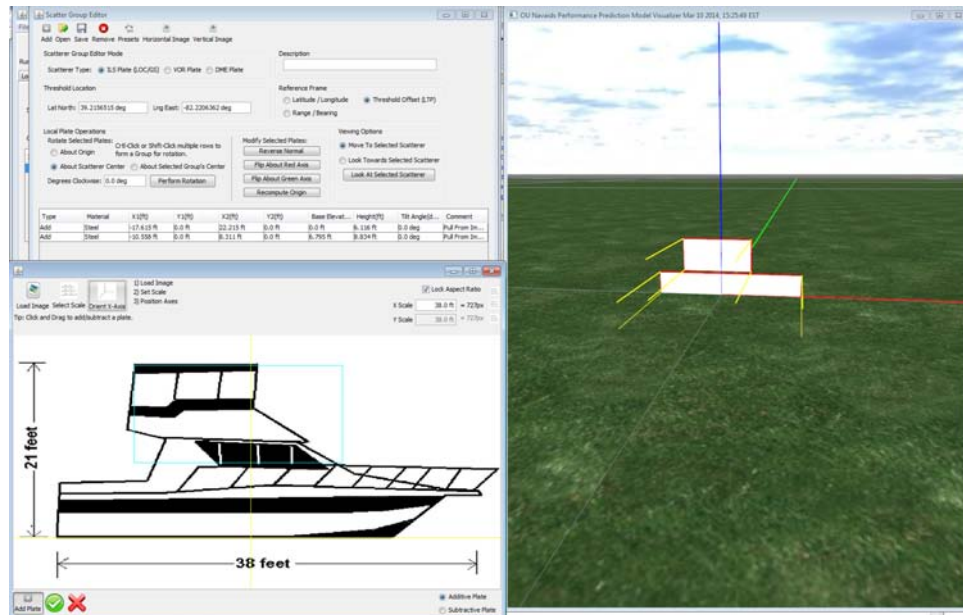 Scatter Group Editor
Add Open Save Remove Presets Horizontal Image Vertical Image
Scatterer Group Editor Mode
Scatterer Type: ILS Plate (LOC/GS) VOR Plate DME Plate
Description
Threshold Location
Lat North: 39.2156515 deg Lng East: -82.2206362 deg
Reference Frame
Latitude / Longitude Threshold Offset (LTP)
Range / Bearing
Local Plate Operations
Rotate Selected Plates:
About Origin
Crtl-Click or Shift-Click multiple rows to
form a Group for rotation.
About Scatterer Center About Selected Group's Center
Degrees Clockwise: 0.0 deg Perform Rotation
Modify Selected Plates:
Reverse Normal
Flip About Red Axis
Flip About Green Axis
Recompute Origin
Viewing Options
Move To Selected Scatterer
Look Towards Selected Scatterer
Look At Selected Scatterer
Type Material X1(ft) Y1(ft) X2(ft) Y2(ft) Base Elevat... Height(ft) Tilt Angle(d... Comment
Add Steel -17.615 ft 0.0 ft 22.215 ft 0.0 ft 0.0 ft 6.116 ft 0.0 deg Pull From Im...
Add Steel -10.558 ft 0.0 ft 8.311 ft 0.0 ft 6.795 ft 8.834 ft 0.0 deg Pull From Im...
Load Image Select Scale Orient X-Axis
1) Load Image
2) Set Scale
3) Position Axes
Tip: Click and Drag to add/subtract a plate.
Lock Aspect Ratio
X Scale 38.0 ft = 727px
Y Scale 38.0 ft = 727px
21 feet
38 feet
Add Plate
Additive Plate
Subtractive Plate
OU Navaids Performance Prediction Model Visualizer Mar 10 2014, 15:25:49 EST